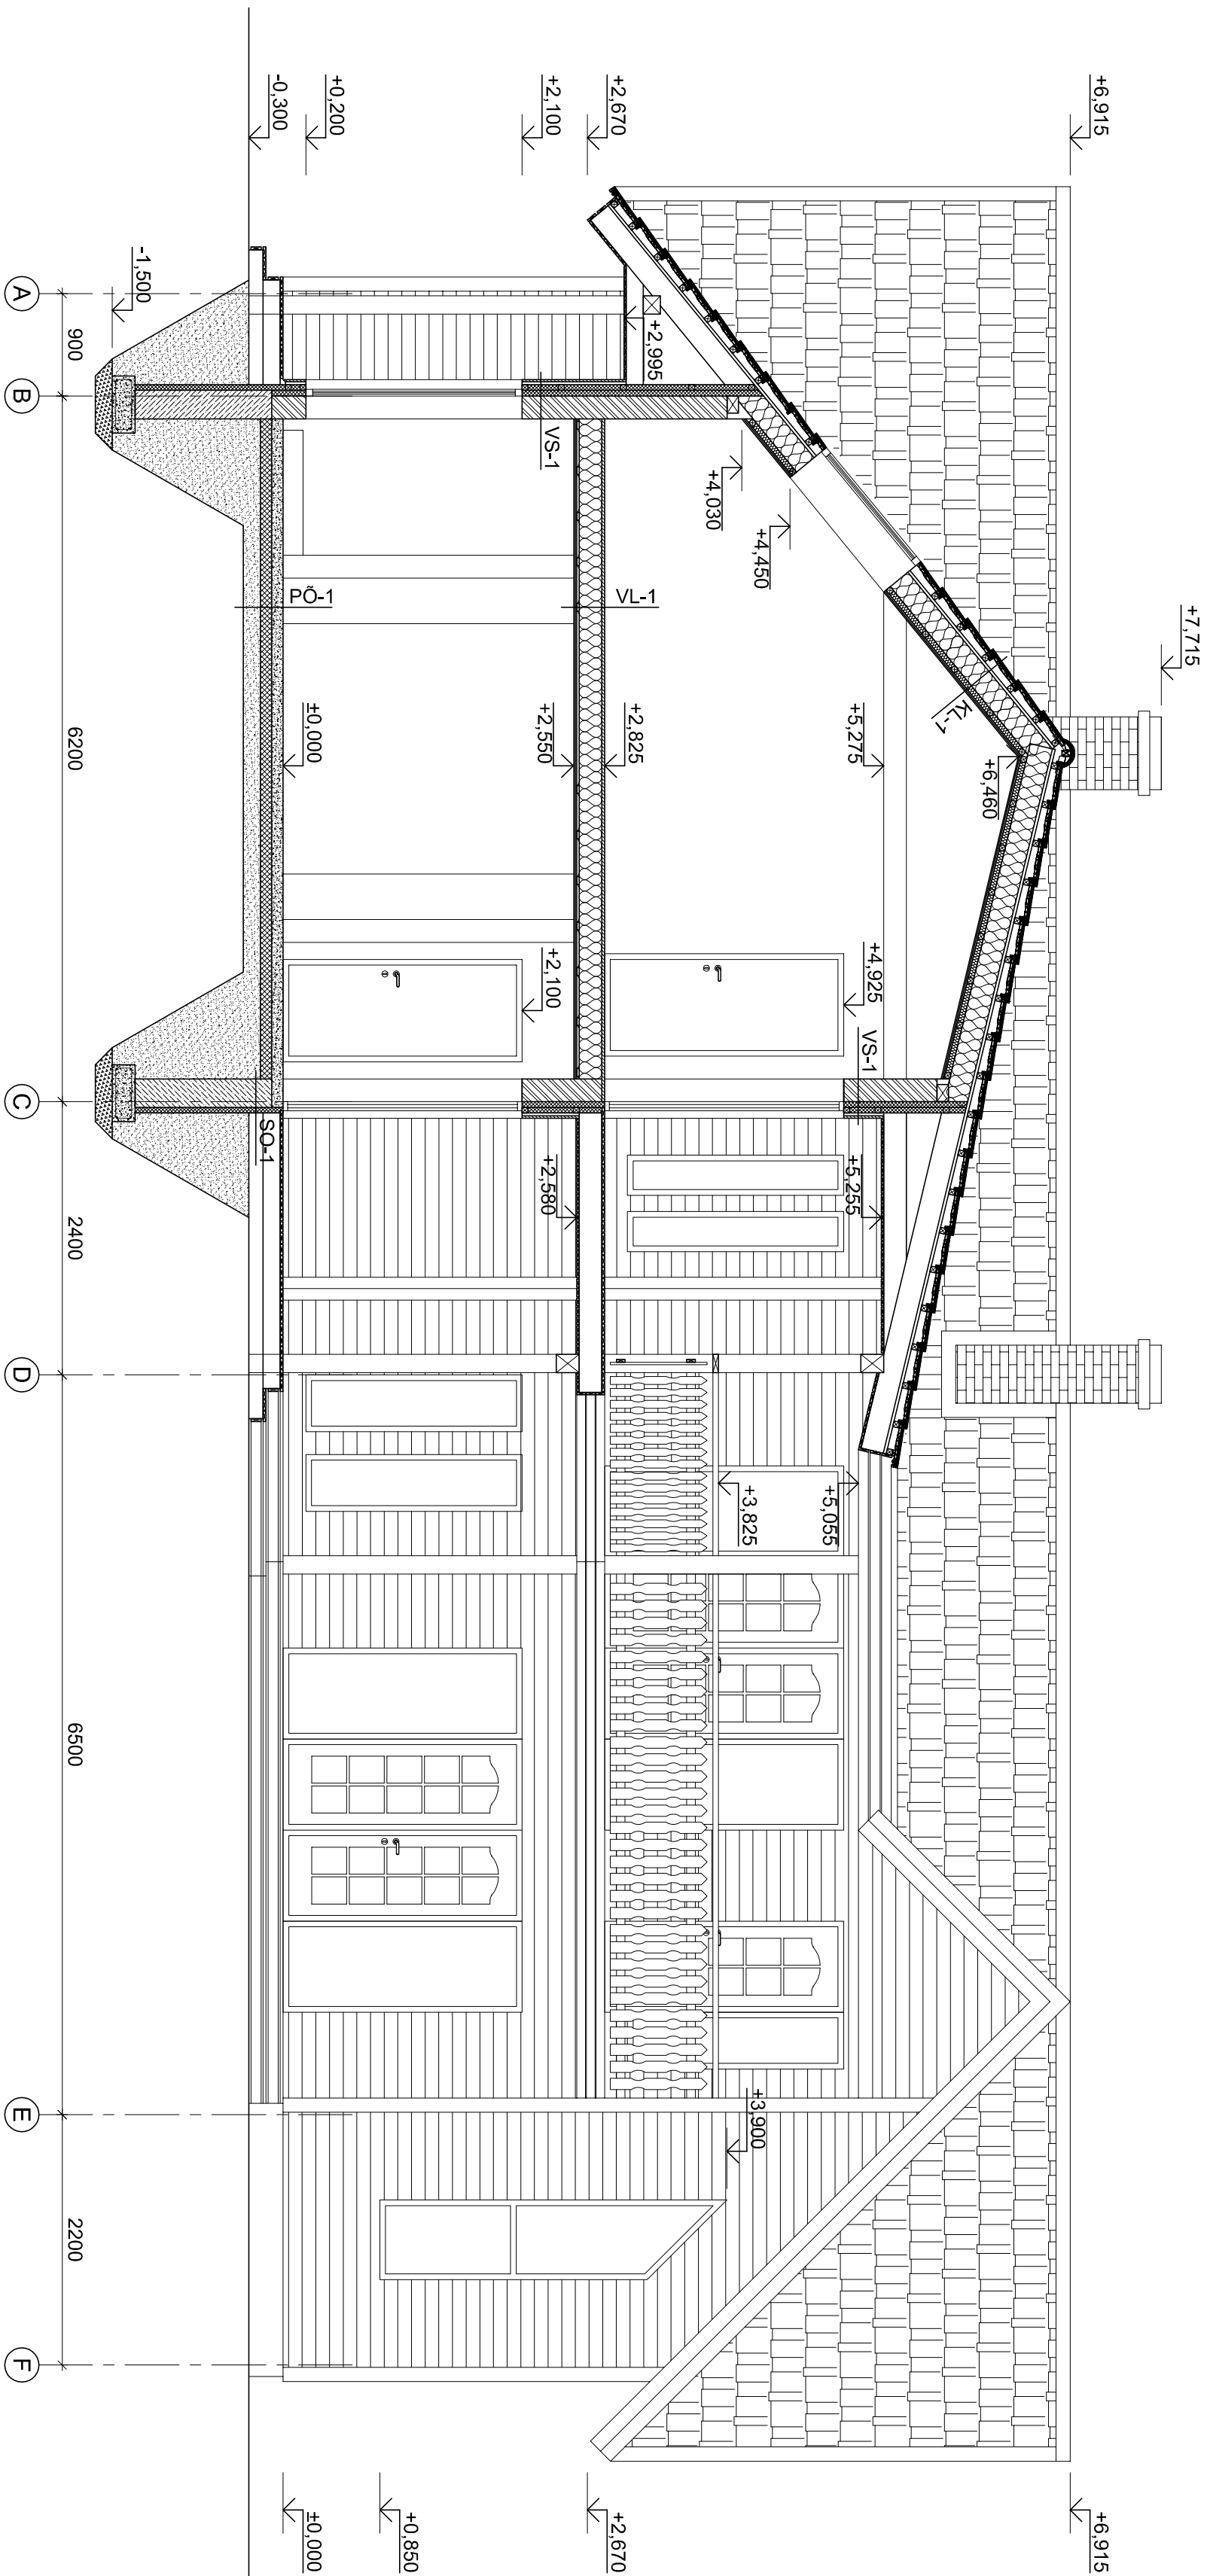 +7,715
+6,915
+6,915
+6,460
KL-1
+5,275
+5,255
+5,055
+4,925
VS-1
+4,450
+4,030
+3,900
+3,825
+2,995
+2,825
VL-1
+2,670
+2,670
+2,550
+2,580
VS-1
+2,100
+2,100
+0,850
+0,200
±0,000
±0,000
PÕ-1
-0,300
SO-1
-1,500
900
6200
2400
6500
2200
A
B
C
D
E
F